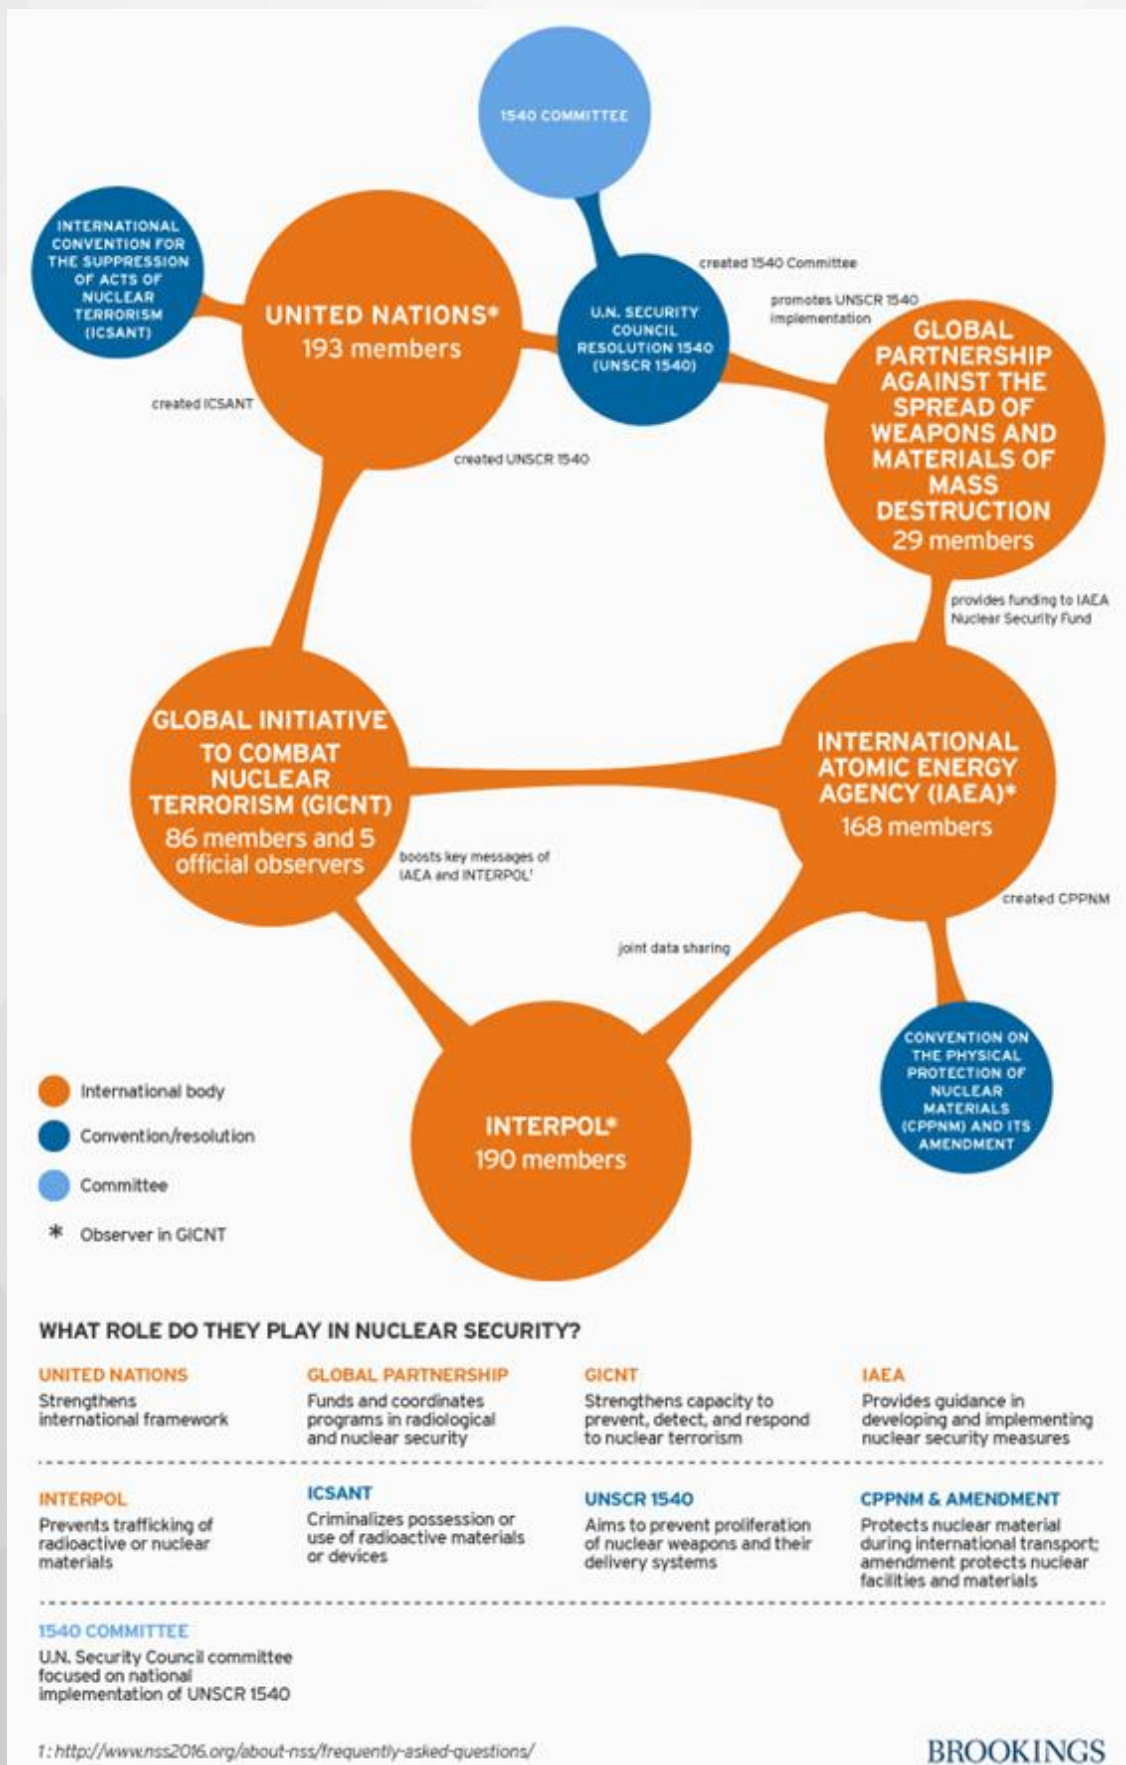 1540 COMMITTEE
INTERNATIONAL
CONVENTION FOR
THE SUPPRESSION
OF ACTS OF
NUCLEAR
TERRORISM
(ICSANT)
UNITED NATIONS*
193 members
created ICSANT
created UNSCR 1540
U.N. SECURITY
COUNCIL
RESOLUTION 1540
(UNSCR 1540)
created 1540 Committee
promotes UNSCR 1540
implementation
GLOBAL
PARTNERSHIP
AGAINST THE
SPREAD OF
WEAPONS AND
MATERIALS OF
MASS
DESTRUCTION
29 members
provides funding to IAEA
Nuclear Security Fund
GLOBAL INITIATIVE
TO COMBAT
NUCLEAR
TERRORISM (GICNT)
86 members and 5
official observers
boosts key messages of
IAEA and INTERPOL¹
INTERNATIONAL
ATOMIC ENERGY
AGENCY (IAEA)*
168 members
created CPPNM
joint data sharing
CONVENTION ON
THE PHYSICAL
PROTECTION OF
NUCLEAR
MATERIALS
(CPPNM) AND ITS
AMENDMENT
INTERPOL*
190 members
International body
Convention/resolution
Committee
* Observer in GICNT
WHAT ROLE DO THEY PLAY IN NUCLEAR SECURITY?
UNITED NATIONS
Strengthens
international framework
GLOBAL PARTNERSHIP
Funds and coordinates
programs in radiological
and nuclear security
GICNT
Strengthens capacity to
prevent, detect, and respond
to nuclear terrorism
IAEA
Provides guidance in
developing and implementing
nuclear security measures
INTERPOL
Prevents trafficking of
radioactive or nuclear
materials
ICSANT
Criminalizes possession or
use of radioactive materials
or devices
UNSCR 1540
Aims to prevent proliferation
of nuclear weapons and their
delivery systems
CPPNM & AMENDMENT
Protects nuclear material
during international transport;
amendment protects nuclear
facilities and materials
1540 COMMITTEE
U.N. Security Council committee
focused on national
implementation of UNSCR 1540
1: http://www.nss2016.org/about-nss/frequently-asked-questions/
BROOKINGS